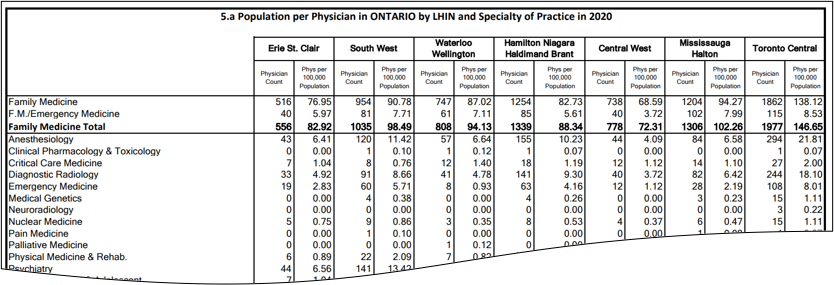 5.a Population per Physician in ONTARIO by LHIN and Specialty of Practice in 2020
Erie St. Clair South West Waterloo Wellington Hamilton Niagara Haldimand Brant Central West Mississauga Halton Toronto Central
Physician Count Phys per 100,000 Population Physician Count Phys per 100,000 Population Physician Count Phys per 100,000 Population Physician Count Phys per 100,000 Population Physician Count Phys per 100,000 Population Physician Count Phys per 100,000 Population Physician Count Phys per 100,000 Population
Family Medicine 516 76.95 954 90.78 747 87.02 1254 82.73 738 68.59 1204 94.27 1862 138.12
F.M./Emergency Medicine 40 5.97 81 7.71 61 7.11 85 5.61 40 3.72 102 7.99 115 8.53
Family Medicine Total 556 82.92 1035 98.49 808 94.13 1339 88.34 778 72.31 1306 102.26 1977 146.65
Anesthesiology 43 6.41 120 11.42 57 6.64 155 10.23 44 4.09 84 6.58 294 21.81
Clinical Pharmacology & Toxicology 0 0.00 1 0.10 1 0.12 1 0.07 0 0.00 0 0.00 1 0.07
Critical Care Medicine 7 1.04 8 0.76 12 1.40 18 1.19 12 1.12 14 1.10 27 2.00
Diagnostic Radiology 33 4.92 91 8.66 41 4.78 141 9.30 40 3.72 82 6.42 244 18.10
Emergency Medicine 19 2.83 60 5.71 8 0.93 63 4.16 12 1.12 28 2.19 108 8.01
Medical Genetics 0 0.00 4 0.38 0 0.00 4 0.26 0 0.00 3 0.23 15 1.11
Neuroradiology 0 0.00 0 0.00 0 0.00 0 0.00 0 0.00 0 0.00 3 0.22
Nuclear Medicine 5 0.75 9 0.86 3 0.35 8 0.53 4 0.37 6 0.47 15 1.11
Pain Medicine 0 0.00 1 0.10 0 0.00 0 0.00 0 0.00
Palliative Medicine 0 0.00 0 0.00 1 0.12 0 0.00
Physical Medicine & Rehab. 6 0.89 22 2.09 7
Psychiatry 44 6.56 141 13.42
7